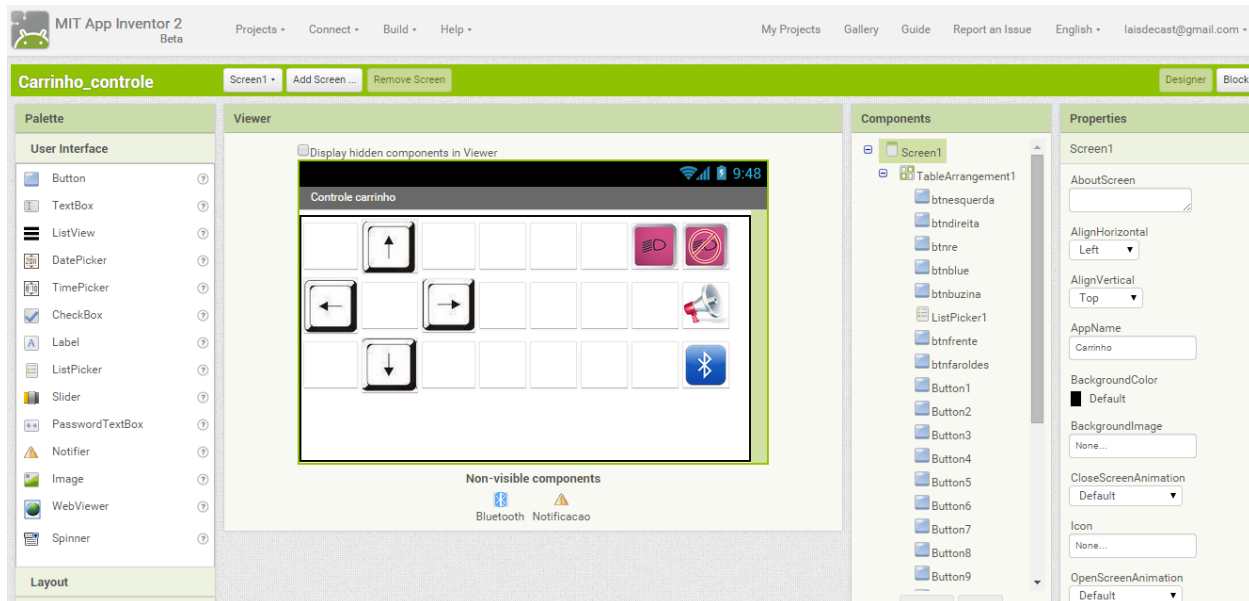 MIT App Inventor 2
Beta
Projects Connect Build Help
My Projects Gallery Guide Report an Issue English laisdecast@gmail.com
Carrinho_controle
Screen1 Add Screen ... Remove Screen
Designer Block
Palette
User Interface
Button
TextBox
ListView
DatePicker
TimePicker
CheckBox
Label
ListPicker
Slider
PasswordTextBox
Notifier
Image
WebViewer
Spinner
Layout
Viewer
Display hidden components in Viewer
9:48
Controle carrinho
Non-visible components
Bluetooth Notificacao
Components
Screen1
TableArrangement1
btnesquerda
btndireita
btnre
btnblue
btnbuzina
ListPicker1
btnfrente
btnfaroldes
Button1
Button2
Button3
Button4
Button5
Button6
Button7
Button8
Button9
Properties
Screen1
AboutScreen
AlignHorizontal
Left
AlignVertical
Top
AppName
Carrinho
BackgroundColor
Default
BackgroundImage
None...
CloseScreenAnimation
Default
Icon
None...
OpenScreenAnimation
Default